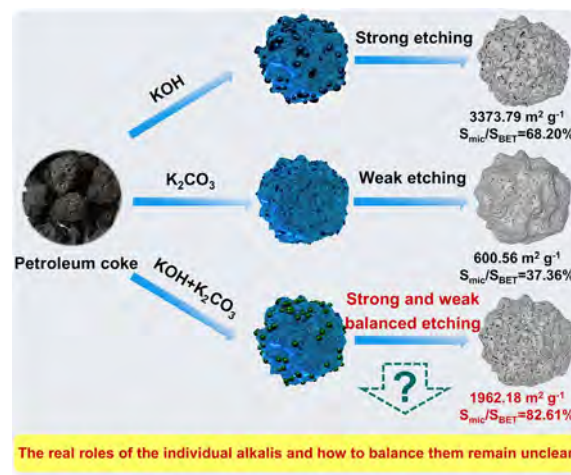 KOH
Strong etching
3373.79 m² g⁻¹
S_mic/S_BET=68.20%
Petroleum coke
K₂CO₃
Weak etching
600.56 m² g⁻¹
S_mic/S_BET=37.36%
KOH+K₂CO₃
Strong and weak
balanced etching
?
1962.18 m² g⁻¹
S_mic/S_BET=82.61%
The real roles of the individual alkalis and how to balance them remain unclear